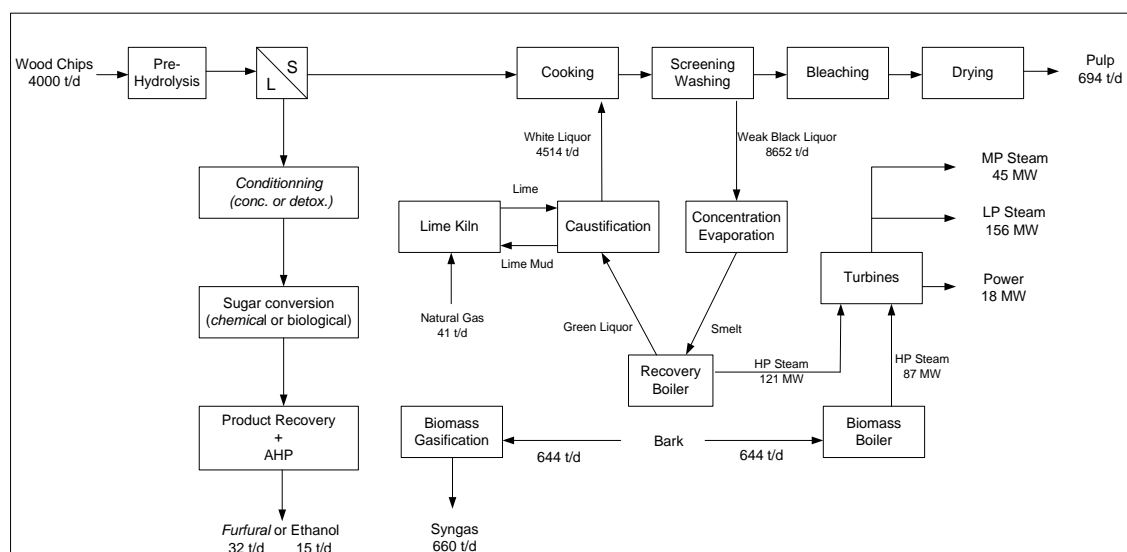 Wood Chips
4000 t/d
Pre-
Hydrolysis
S
L
Cooking
Screening
Washing
Bleaching
Drying
Pulp
694 t/d
White Liquor
4514 t/d
Weak Black Liquor
8652 t/d
Conditionning
(conc. or detox.)
Lime Kiln
Lime
Lime Mud
Caustification
Concentration
Evaporation
MP Steam
45 MW
LP Steam
156 MW
Turbines
Power
18 MW
Sugar conversion
(chemical or biological)
Natural Gas
41 t/d
Green Liquor
Smelt
Recovery
Boiler
HP Steam
121 MW
HP Steam
87 MW
Product Recovery
+
AHP
Biomass
Gasification
Bark
644 t/d
644 t/d
Biomass
Boiler
Furfural or Ethanol
32 t/d 15 t/d
Syngas
660 t/d